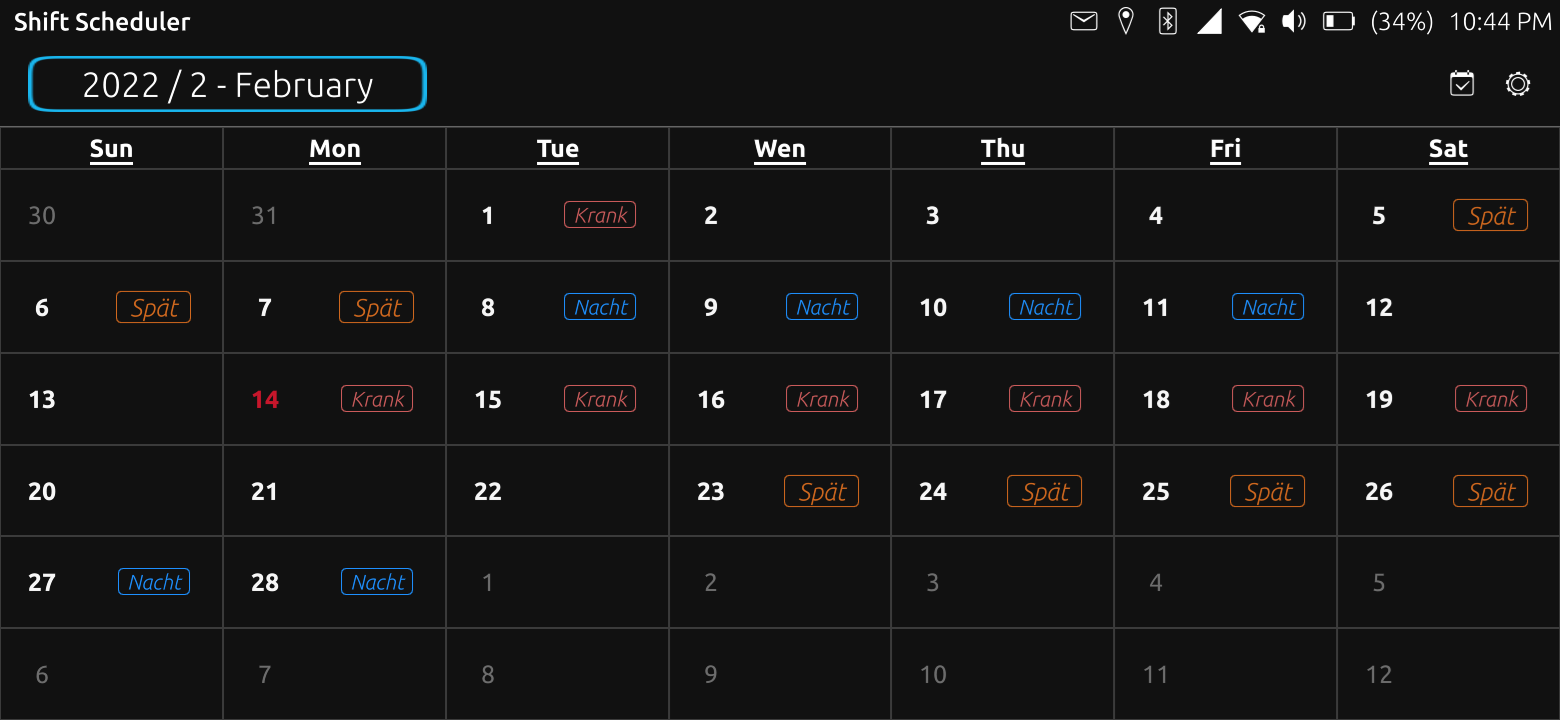 Shift Scheduler (34%) 10:44 PM
2022 / 2 - February
Sun Mon Tue Wen Thu Fri Sat
30 31 1 Krank 2 3 4 5 Spät
6 Spät 7 Spät 8 Nacht 9 Nacht 10 Nacht 11 Nacht 12
13 14 Krank 15 Krank 16 Krank 17 Krank 18 Krank 19 Krank
20 21 22 23 Spät 24 Spät 25 Spät 26 Spät
27 Nacht 28 Nacht 1 2 3 4 5
6 7 8 9 10 11 12